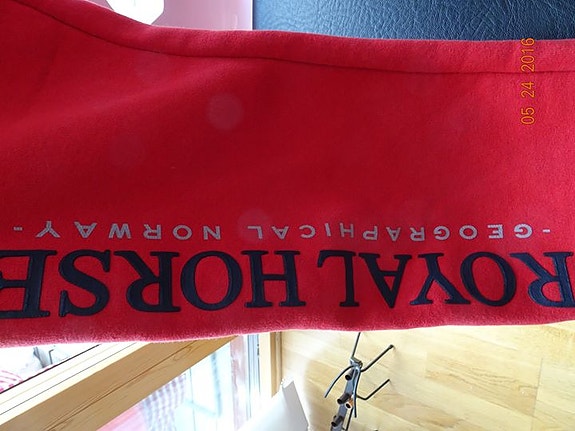 ROYAL HORSE
- GEOGRAPHICAL NORWAY -
05 24 2016